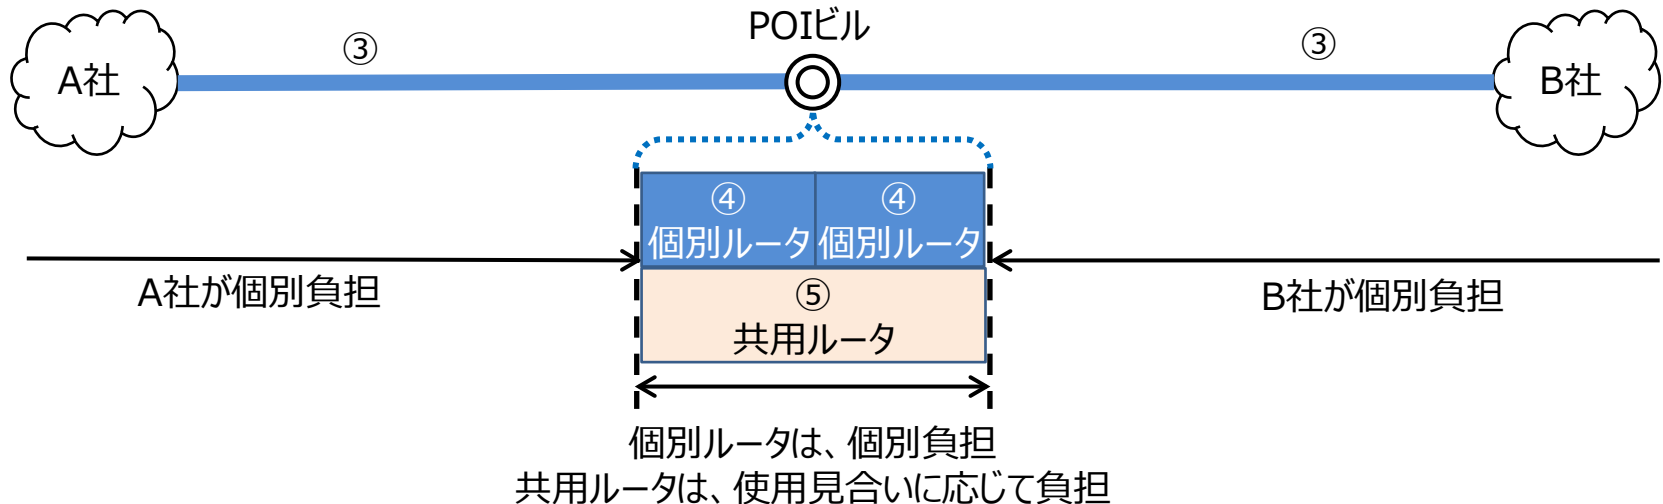 POIビル
③
③
A社
B社
④
④
個別ルータ
個別ルータ
A社が個別負担
⑤
共用ルータ
B社が個別負担
個別ルータは、個別負担
共用ルータは、使用見合いに応じて負担